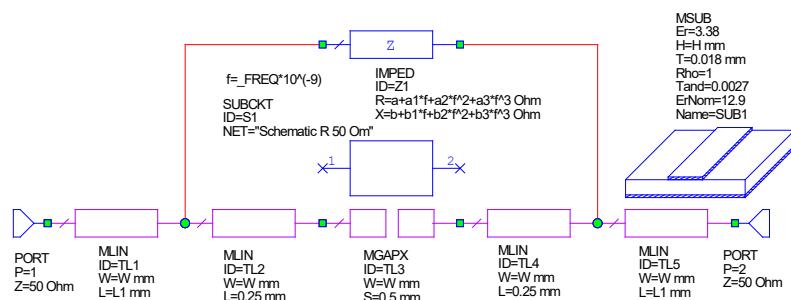 Z
f=_FREQ*10^(-9)
SUBCKT
ID=S1
NET="Schematic R 50 Om"
IMPED
ID=Z1
R=a+a1*f+a2*f^2+a3*f^3 Ohm
X=b+b1*f+b2*f^2+b3*f^3 Ohm
MSUB
Er=3.38
H=H mm
T=0.018 mm
Rho=1
Tand=0.0027
ErNom=12.9
Name=SUB1
1
2
PORT
P=1
Z=50 Ohm
MLIN
ID=TL1
W=W mm
L=L1 mm
MLIN
ID=TL2
W=W mm
L=0.25 mm
MGAPX
ID=TL3
W=W mm
S=0.5 mm
MLIN
ID=TL4
W=W mm
L=0.25 mm
MLIN
ID=TL5
W=W mm
L=L1 mm
PORT
P=2
Z=50 Ohm